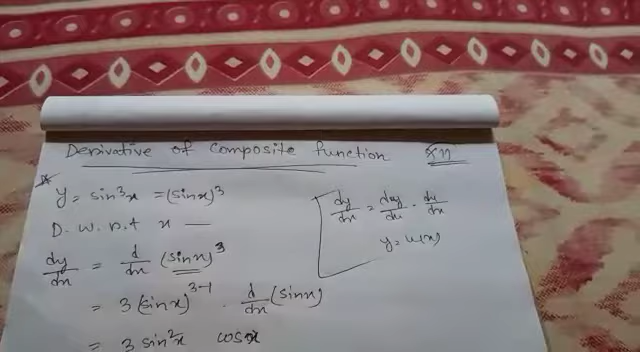 Derivative of composite function
y = sin³x = (sinx)³
D. w. r. t x —
dy/dx = d/dx (sinx)³
= 3 (sinx)³⁻¹ · d/dx (sinx)
= 3 sin²x cosx
dy/dx = dy/du · du/dx
y = u(x)